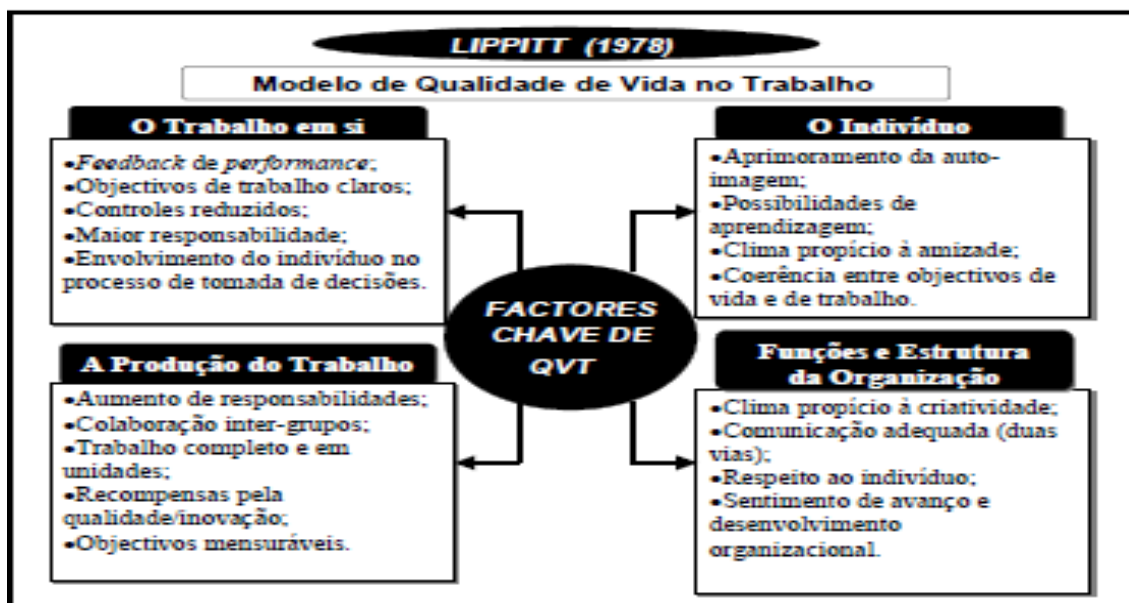 LIPPITT (1978)
Modelo de Qualidade de Vida no Trabalho
O Trabalho em si
•Feedback de performance;
•Objectivos de trabalho claros;
•Controles reduzidos;
•Maior responsabilidade;
•Envolvimento do indivíduo no
processo de tomada de decisões.
O Indivíduo
•Aprimoramento da auto-
imagem;
•Possibilidades de
aprendizagem;
•Clima propício à amizade;
•Coerência entre objectivos de
vida e de trabalho.
FACTORES
CHAVE DE
QVT
A Produção do Trabalho
•Aumento de responsabilidades;
•Colaboração inter-grupos;
•Trabalho completo e em
unidades;
•Recompensas pela
qualidade/inovação;
•Objectivos mensuráveis.
Funções e Estrutura
da Organização
•Clima propício à criatividade;
•Comunicação adequada (duas
vias);
•Respeito ao indivíduo;
•Sentimento de avanço e
desenvolvimento
organizacional.